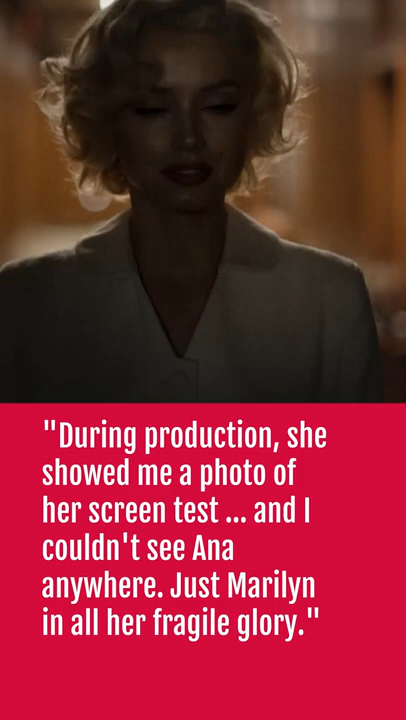 "During production, she
showed me a photo of
her screen test ... and I
couldn't see Ana
anywhere. Just Marilyn
in all her fragile glory."